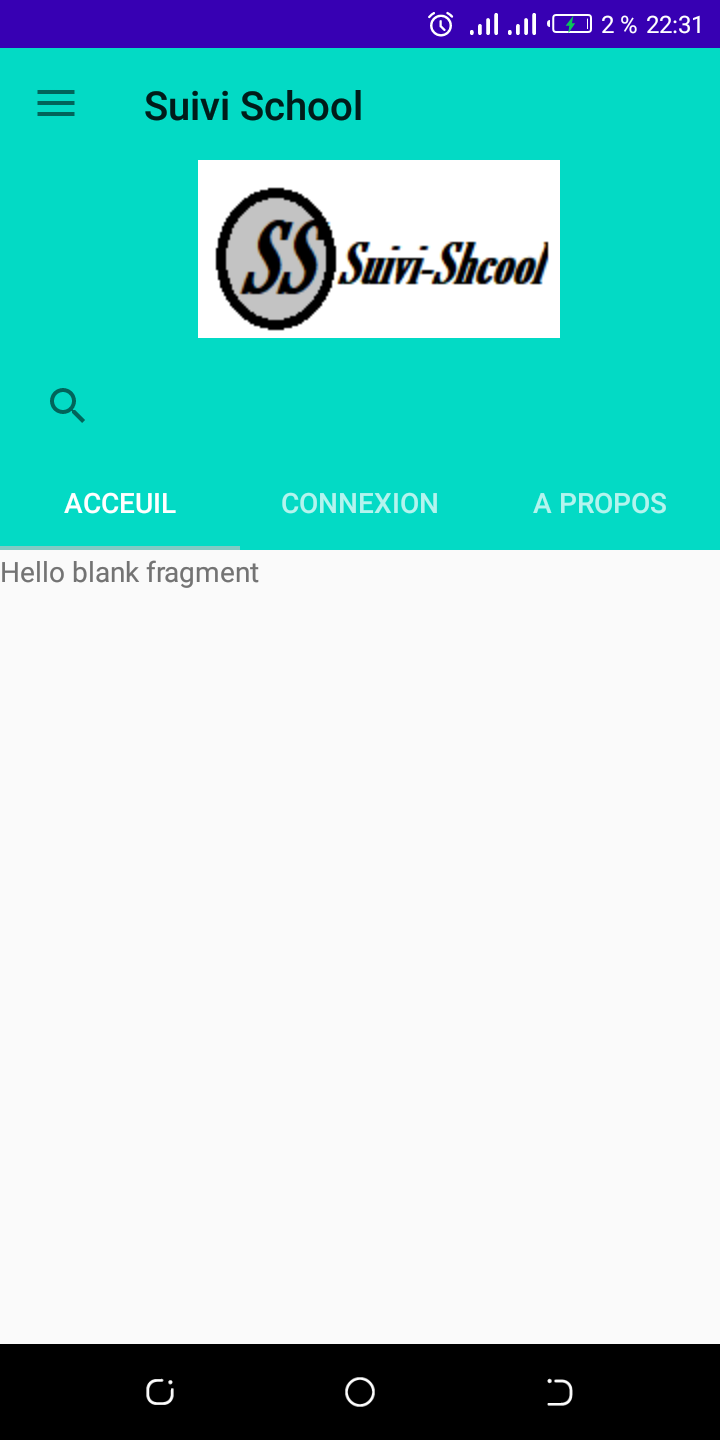 2 % 22:31
Suivi School
SS Suivi-Shcool
ACCEUIL CONNEXION A PROPOS
Hello blank fragment